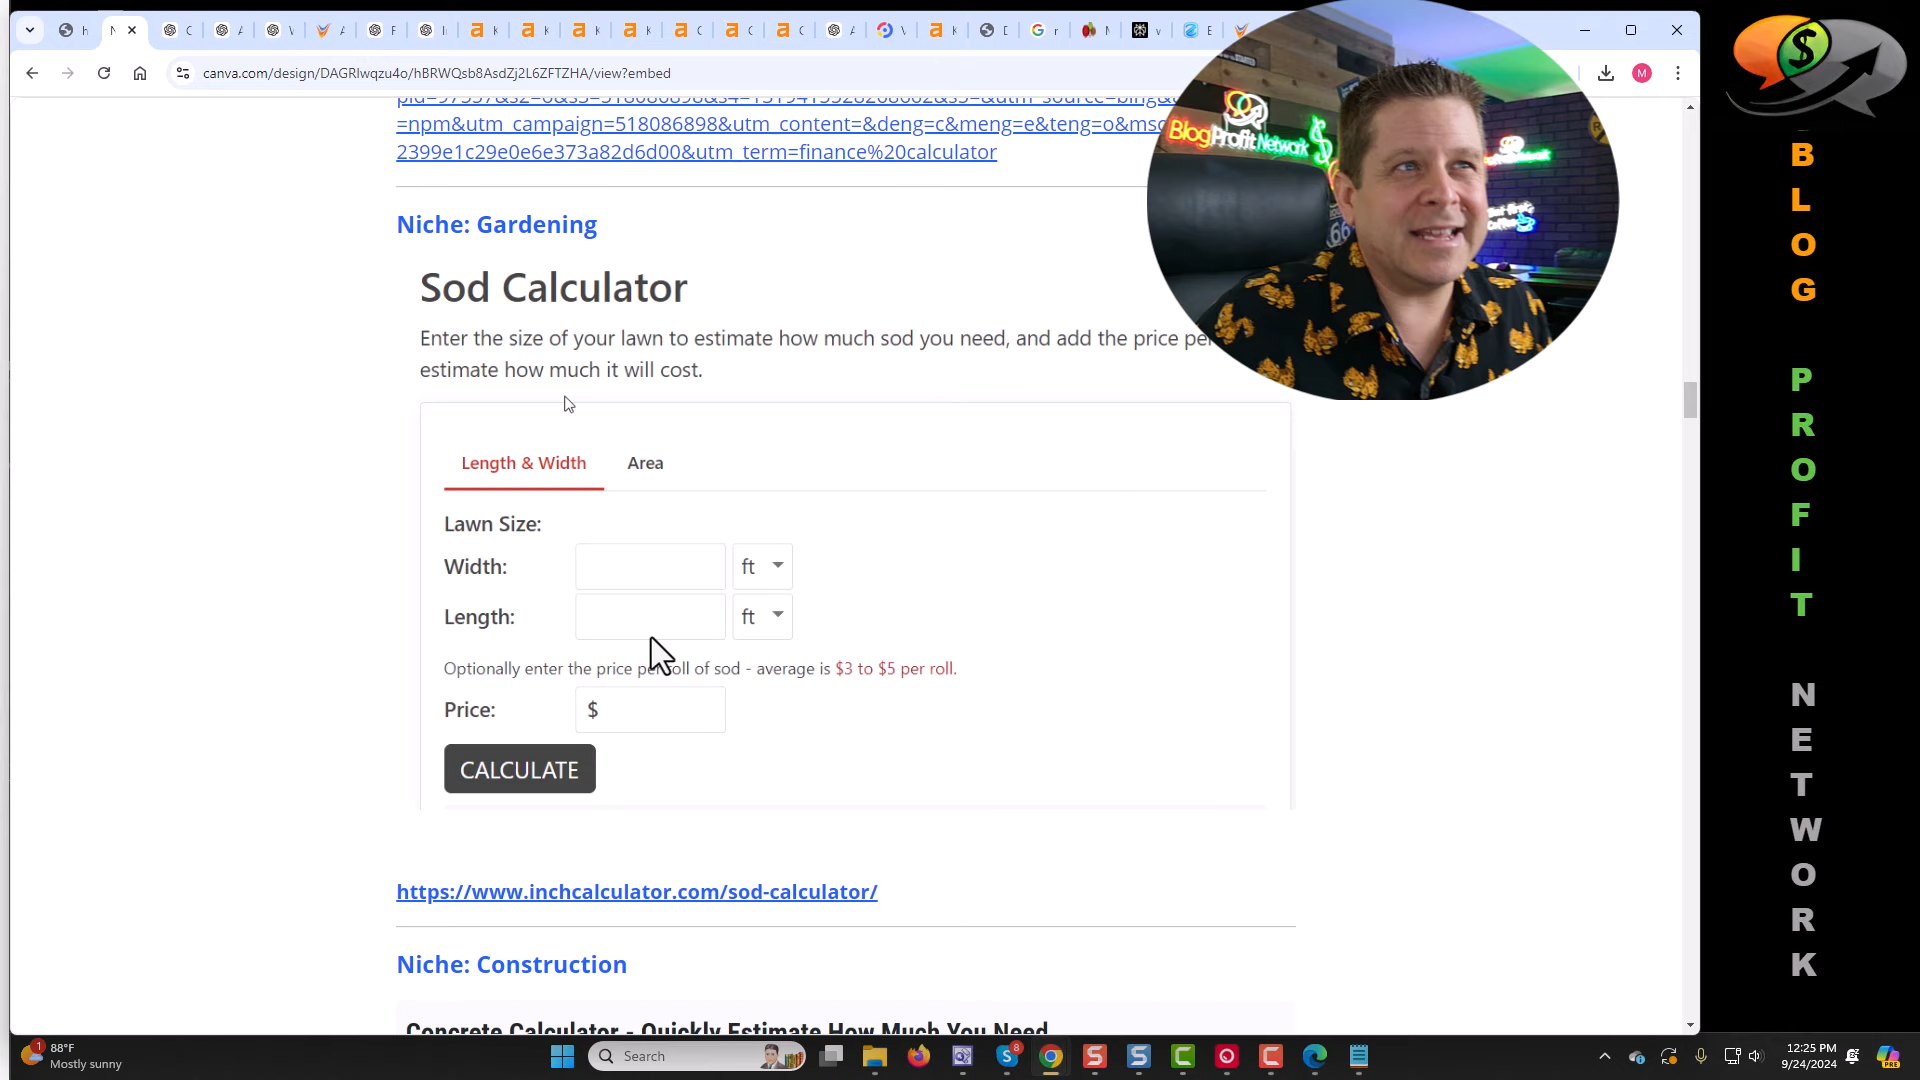 canva.com/design/DAGRlwqzu4o/hBRWQsb8AsdZj2L6ZFTZHA/view?embed
=npm&utm_campaign=518086898&utm_content=&deng=c&meng=e&teng=o&msc
2399e1c29e0e6e373a82d6d00&utm_term=finance%20calculator
Niche: Gardening
Sod Calculator
Enter the size of your lawn to estimate how much sod you need, and add the price per
estimate how much it will cost.
Length & Width Area
Lawn Size:
Width: ft
Length: ft
Optionally enter the price per roll of sod - average is $3 to $5 per roll.
Price: $
CALCULATE
https://www.inchcalculator.com/sod-calculator/
Niche: Construction
Concrete Calculator - Quickly Estimate How Much You Need
Blog Profit Network
BLOG
PROFIT
NETWORK
88°F
Mostly sunny
Search
12:25 PM
9/24/2024